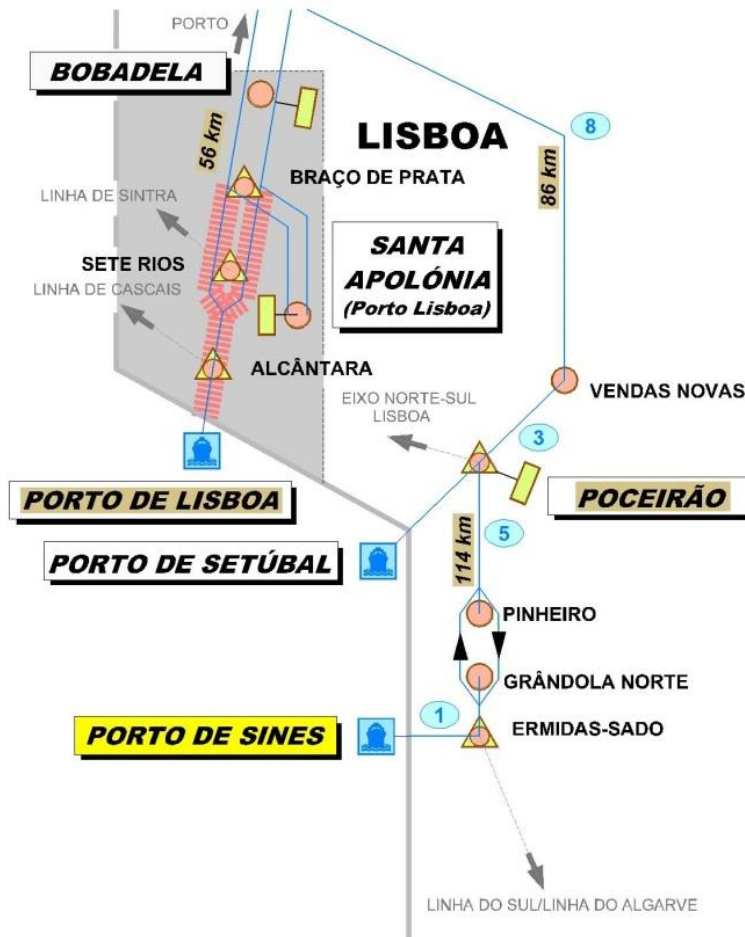 PORTO
BOBADELA
LISBOA
8
56 km
86 km
BRAÇO DE PRATA
LINHA DE SINTRA
SANTA
APOLÓNIA
(Porto Lisboa)
SETE RIOS
LINHA DE CASCAIS
ALCÂNTARA
EIXO NORTE-SUL
LISBOA
VENDAS NOVAS
3
PORTO DE LISBOA
POCEIRÃO
5
114 km
PORTO DE SETÚBAL
PINHEIRO
GRÂNDOLA NORTE
1
PORTO DE SINES
ERMIDAS-SADO
LINHA DO SUL/LINHA DO ALGARVE